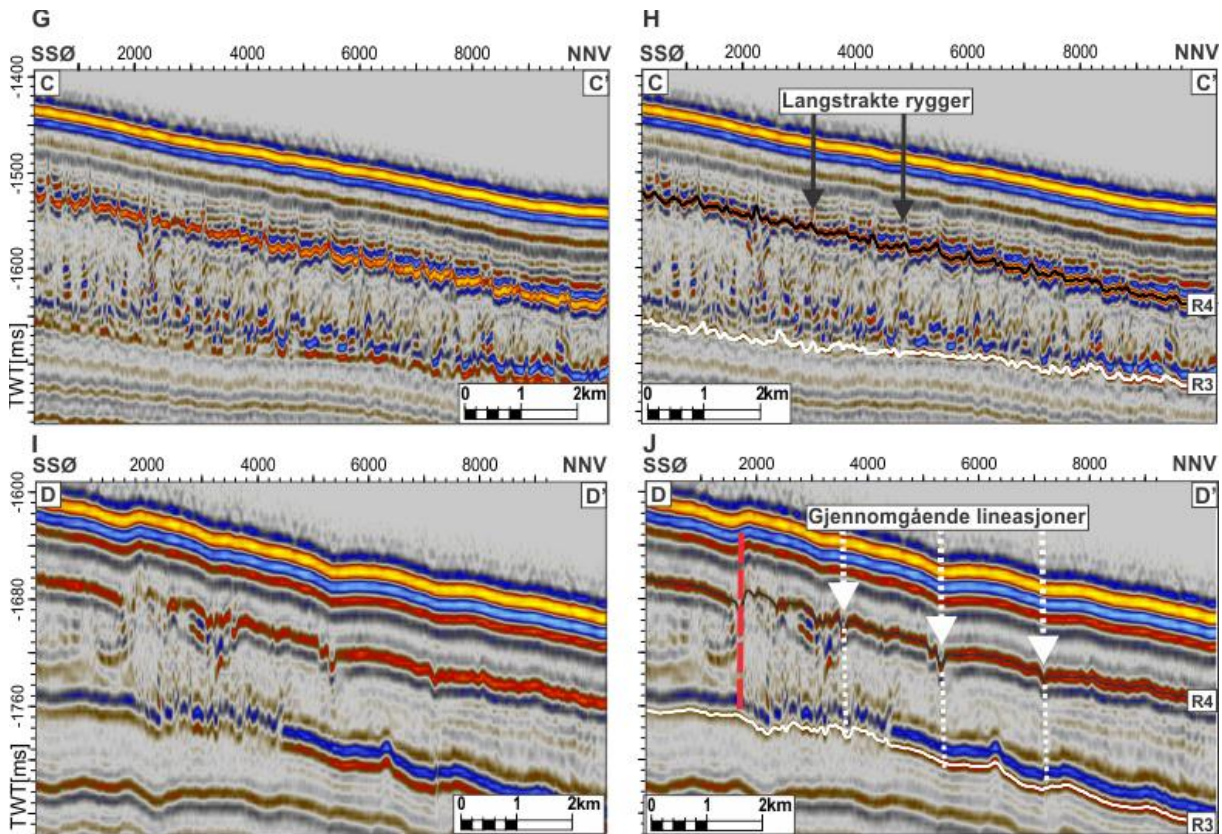 G
SSØ 2000 4000 6000 8000 NNV
C C'
-1400
-1500
-1600
TWT[ms]
0 1 2km
H
SSØ 2000 4000 6000 8000 NNV
C C'
Langstrakte rygger
R4
R3
0 1 2km
I
SSØ 2000 4000 6000 8000 NNV
D D'
-1600
-1680
-1760
TWT[ms]
0 1 2km
J
SSØ 2000 4000 6000 8000 NNV
D D'
Gjennomgående lineasjoner
R4
R3
0 1 2km